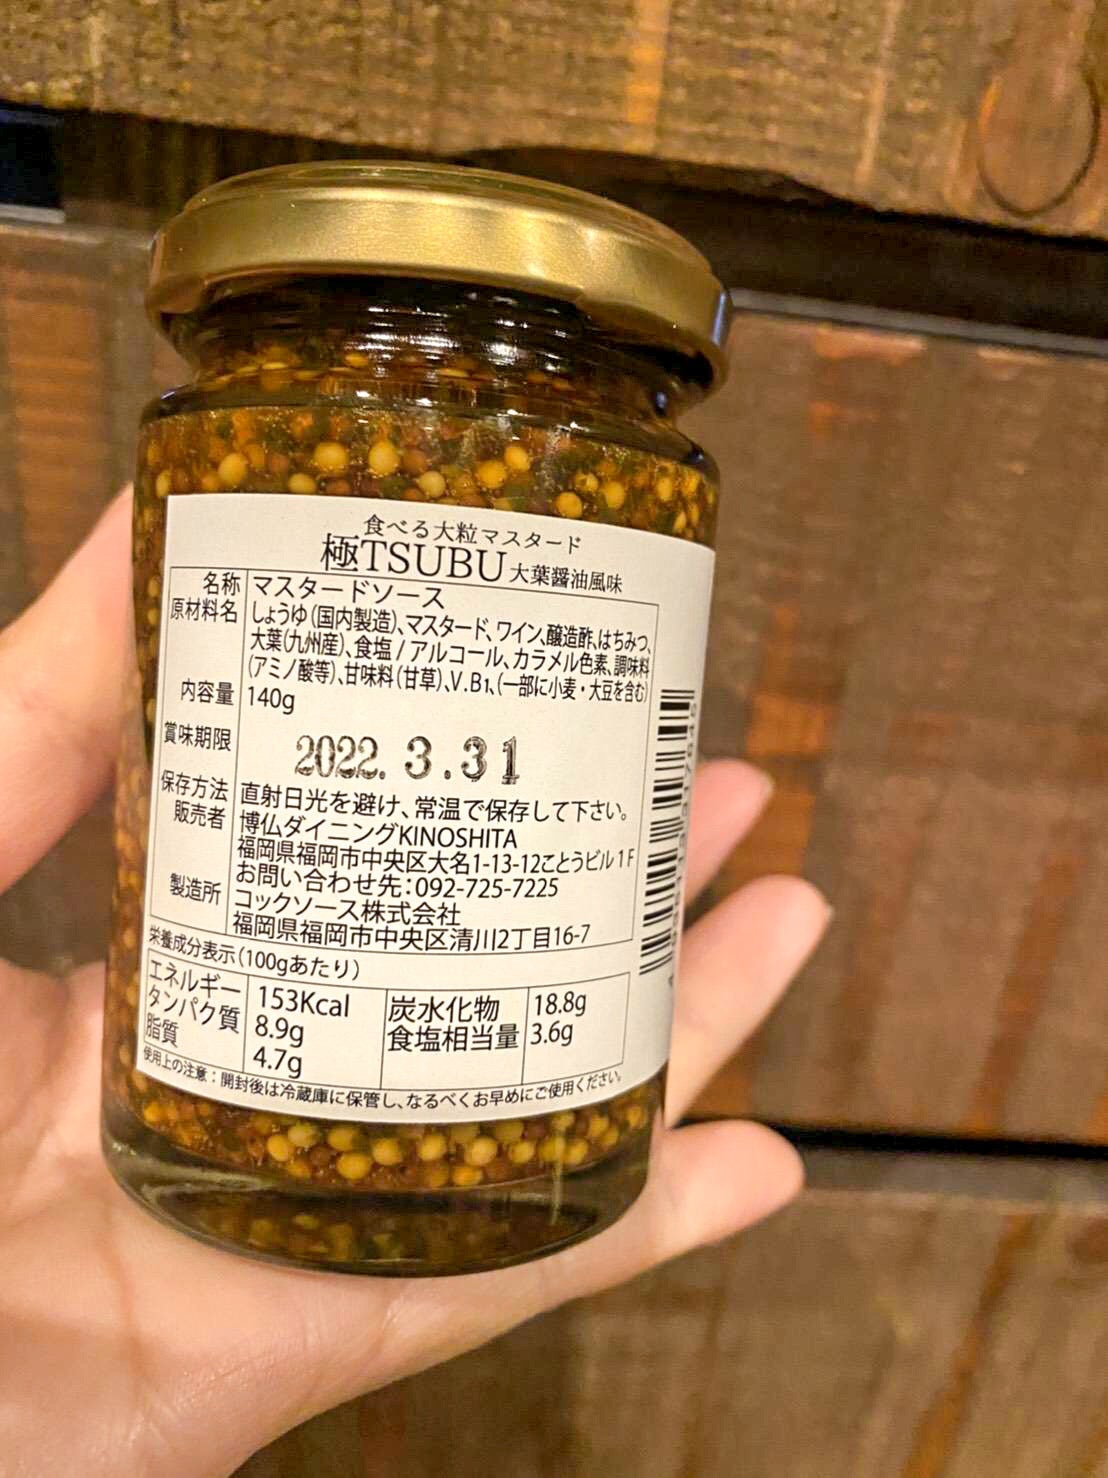 食べる大粒マスタード
極TSUBU 大葉醤油風味
名称 マスタードソース
原材料名 しょうゆ(国内製造)、マスタード、ワイン、醸造酢、はちみつ、
大葉(九州産)、食塩/アルコール、カラメル色素、調味料
(アミノ酸等)、甘味料(甘草)、V.B1、(一部に小麦・大豆を含む)
内容量 140g
賞味期限 2022. 3.31
保存方法 直射日光を避け、常温で保存して下さい。
販売者 博仏ダイニングKINOSHITA
福岡県福岡市中央区大名1-13-12ことうビル1F
お問い合わせ先:092-725-7225
製造所 コックソース株式会社
福岡県福岡市中央区清川2丁目16-7
栄養成分表示(100gあたり)
エネルギー 153Kcal 炭水化物 18.8g
タンパク質 8.9g 食塩相当量 3.6g
脂質 4.7g
使用上の注意:開封後は冷蔵庫に保管し、なるべくお早めにご使用ください。